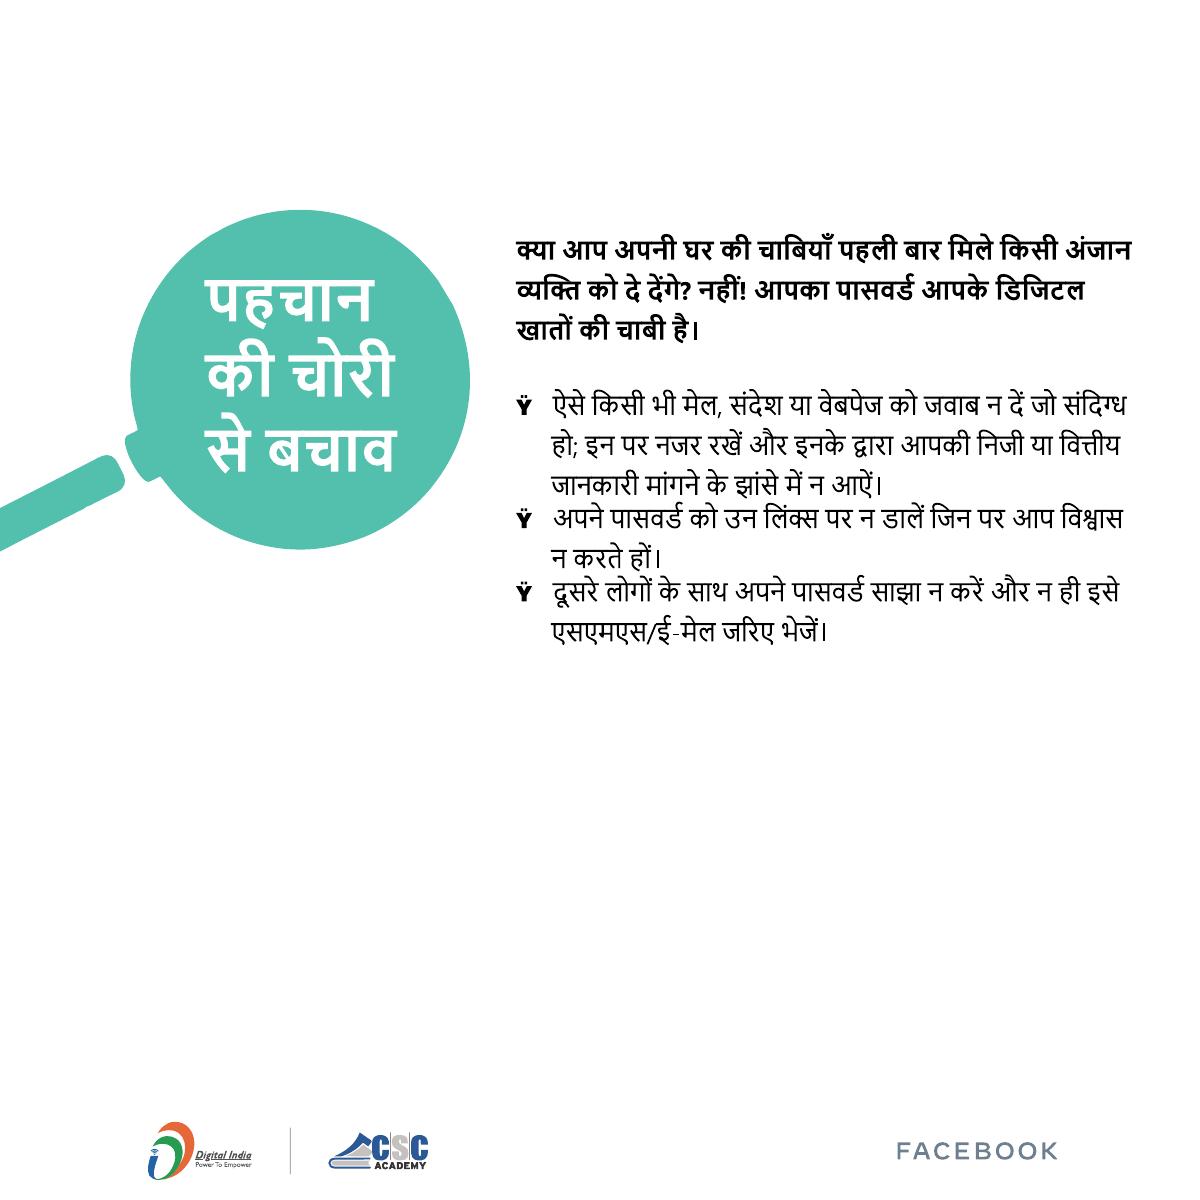 पहचान
की चोरी
से बचाव
क्या आप अपनी घर की चाबियाँ पहली बार मिले किसी अंजान
व्यक्ति को दे देंगे? नहीं! आपका पासवर्ड आपके डिजिटल
खातों की चाबी है।
Ÿ ऐसे किसी भी मेल, संदेश या वेबपेज को जवाब न दें जो संदिग्ध
हो; इन पर नजर रखें और इनके द्वारा आपकी निजी या वित्तीय
जानकारी मांगने के झांसे में न आऐं।
Ÿ अपने पासवर्ड को उन लिंक्स पर न डालें जिन पर आप विश्वास
न करते हों।
Ÿ दूसरे लोगों के साथ अपने पासवर्ड साझा न करें और न ही इसे
एसएमएस/ई-मेल जरिए भेजें।
Digital India
Power To Empower
CSC
ACADEMY
FACEBOOK